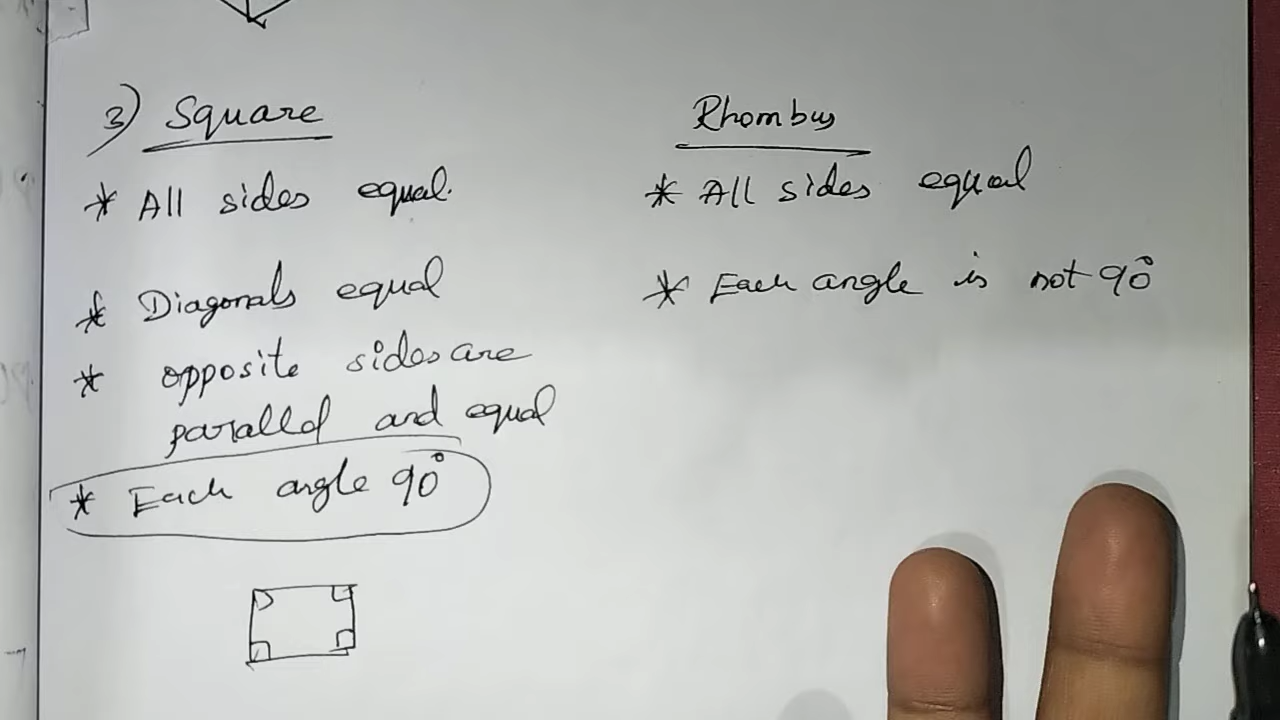 3) Square
* All sides equal.
* Diagonals equal
* opposite sides are
parallel and equal
* Each angle 90°
Rhombus
* All sides equal
* Each angle is not 90°